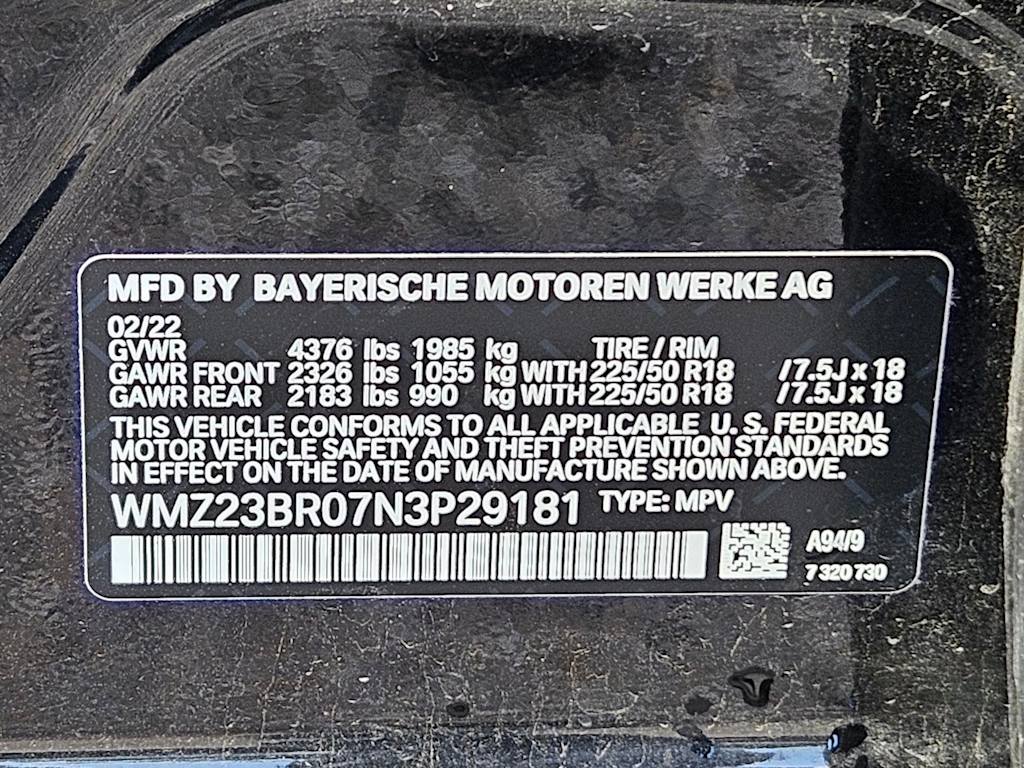 MFD BY BAYERISCHE MOTOREN WERKE AG
02/22
GVWR 4376 lbs 1985 kg TIRE / RIM
GAWR FRONT 2326 lbs 1055 kg WITH 225/50 R18 /7.5J x 18
GAWR REAR 2183 lbs 990 kg WITH 225/50 R18 /7.5J x 18
THIS VEHICLE CONFORMS TO ALL APPLICABLE U. S. FEDERAL
MOTOR VEHICLE SAFETY AND THEFT PREVENTION STANDARDS
IN EFFECT ON THE DATE OF MANUFACTURE SHOWN ABOVE.
WMZ23BR07N3P29181 TYPE: MPV
A94/9
7 320 730